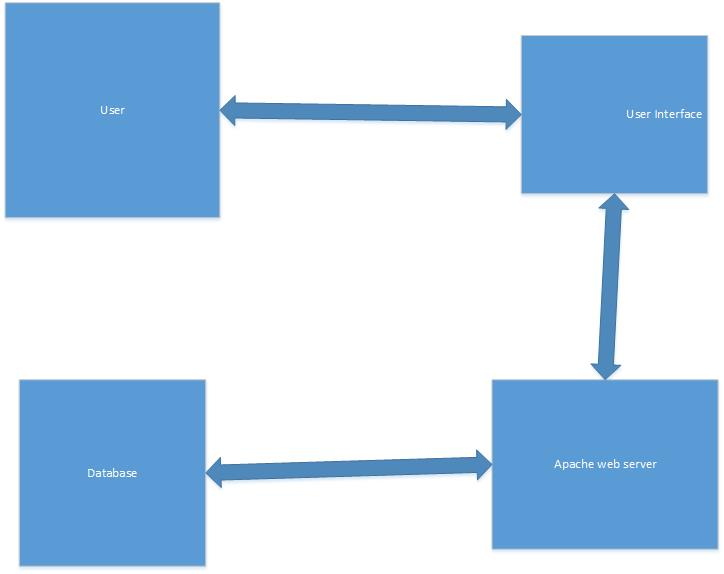 User
User Interface
Database
Apache web server